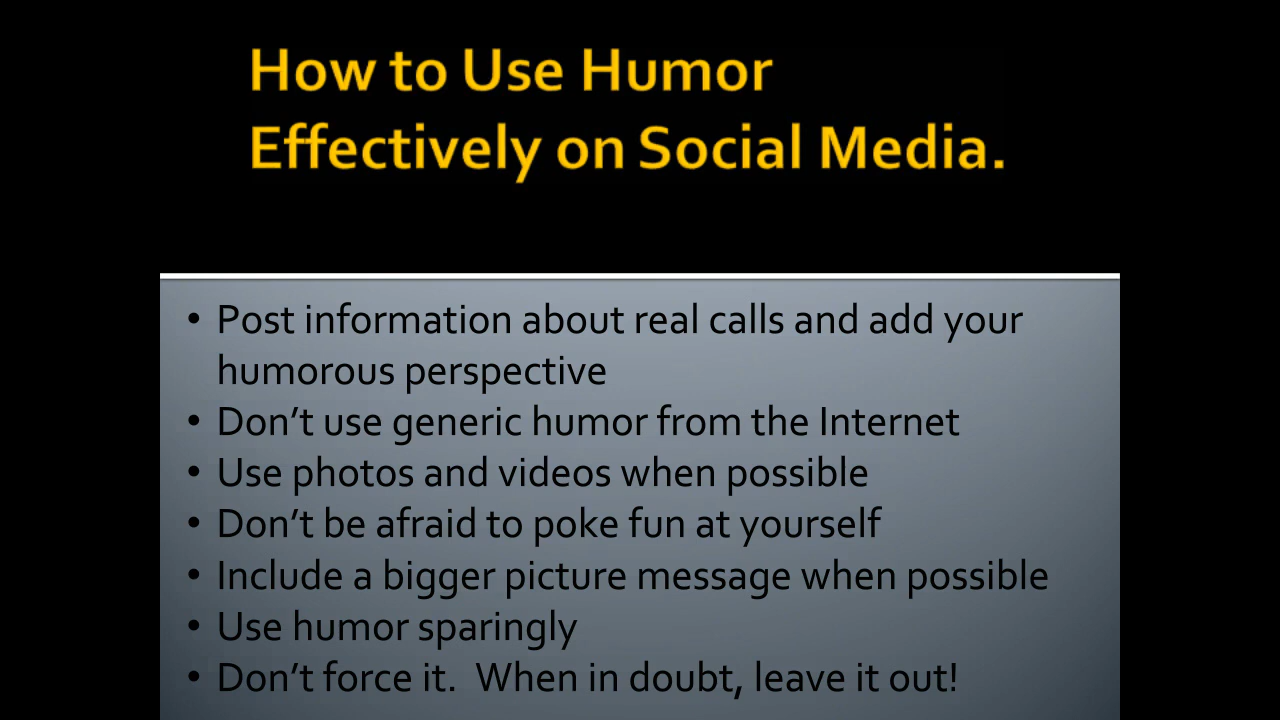 How to Use Humor
Effectively on Social Media.
• Post information about real calls and add your
humorous perspective
• Don’t use generic humor from the Internet
• Use photos and videos when possible
• Don’t be afraid to poke fun at yourself
• Include a bigger picture message when possible
• Use humor sparingly
• Don’t force it.  When in doubt, leave it out!